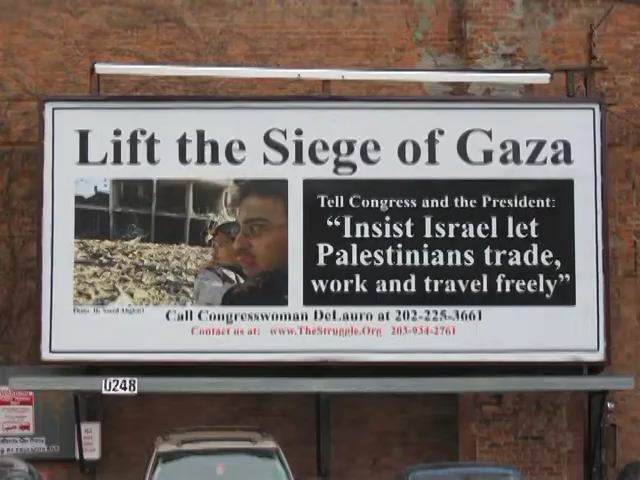 Lift the Siege of Gaza
Tell Congress and the President:
“Insist Israel let
Palestinians trade,
work and travel freely”
Call Congresswoman DeLauro at 202-225-3661
Contact us at: www.TheStruggle.Org 203-934-2761
0248